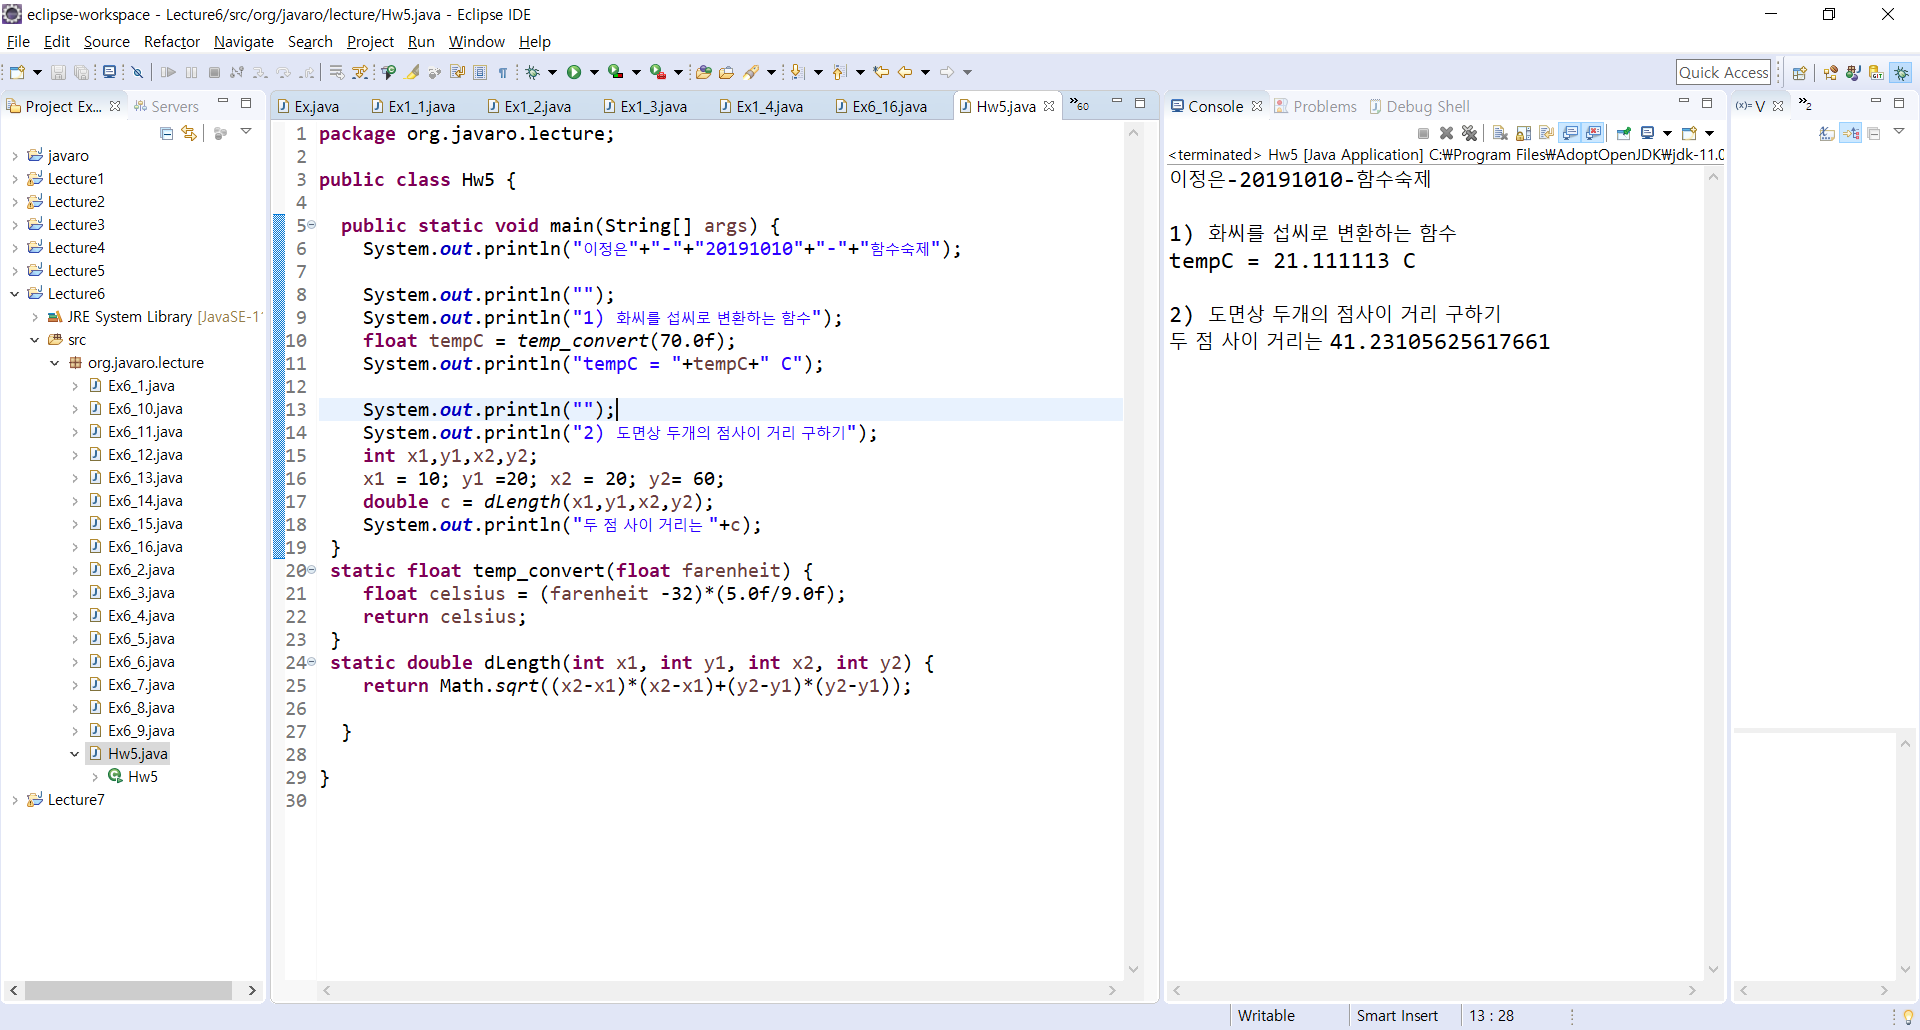 eclipse-workspace - Lecture6/src/org/javaro/lecture/Hw5.java - Eclipse IDE
File Edit Source Refactor Navigate Search Project Run Window Help
Quick Access
Project Ex... Servers
javaro
Lecture1
Lecture2
Lecture3
Lecture4
Lecture5
Lecture6
JRE System Library [JavaSE-1
src
org.javaro.lecture
Ex6_1.java
Ex6_10.java
Ex6_11.java
Ex6_12.java
Ex6_13.java
Ex6_14.java
Ex6_15.java
Ex6_16.java
Ex6_2.java
Ex6_3.java
Ex6_4.java
Ex6_5.java
Ex6_6.java
Ex6_7.java
Ex6_8.java
Ex6_9.java
Hw5.java
Hw5
Lecture7
Ex.java Ex1_1.java Ex1_2.java Ex1_3.java Ex1_4.java Ex6_16.java Hw5.java »60
1 package org.javaro.lecture;
2
3 public class Hw5 {
4
5 public static void main(String[] args) {
6 System.out.println("이정은"+"-"+"20191010"+"-"+"함수숙제");
7
8 System.out.println("");
9 System.out.println("1) 화씨를 섭씨로 변환하는 함수");
10 float tempC = temp_convert(70.0f);
11 System.out.println("tempC = "+tempC+" C");
12
13 System.out.println("");
14 System.out.println("2) 도면상 두개의 점사이 거리 구하기");
15 int x1,y1,x2,y2;
16 x1 = 10; y1 =20; x2 = 20; y2= 60;
17 double c = dLength(x1,y1,x2,y2);
18 System.out.println("두 점 사이 거리는 "+c);
19 }
20 static float temp_convert(float farenheit) {
21 float celsius = (farenheit -32)*(5.0f/9.0f);
22 return celsius;
23 }
24 static double dLength(int x1, int y1, int x2, int y2) {
25 return Math.sqrt((x2-x1)*(x2-x1)+(y2-y1)*(y2-y1));
26
27 }
28
29 }
30
Console Problems Debug Shell
<terminated> Hw5 [Java Application] C:₩Program Files₩AdoptOpenJDK₩jdk-11.0
이정은-20191010-함수숙제

1) 화씨를 섭씨로 변환하는 함수
tempC = 21.111113 C

2) 도면상 두개의 점사이 거리 구하기
두 점 사이 거리는 41.23105625617661
(x)= V »2
Writable Smart Insert 13 : 28